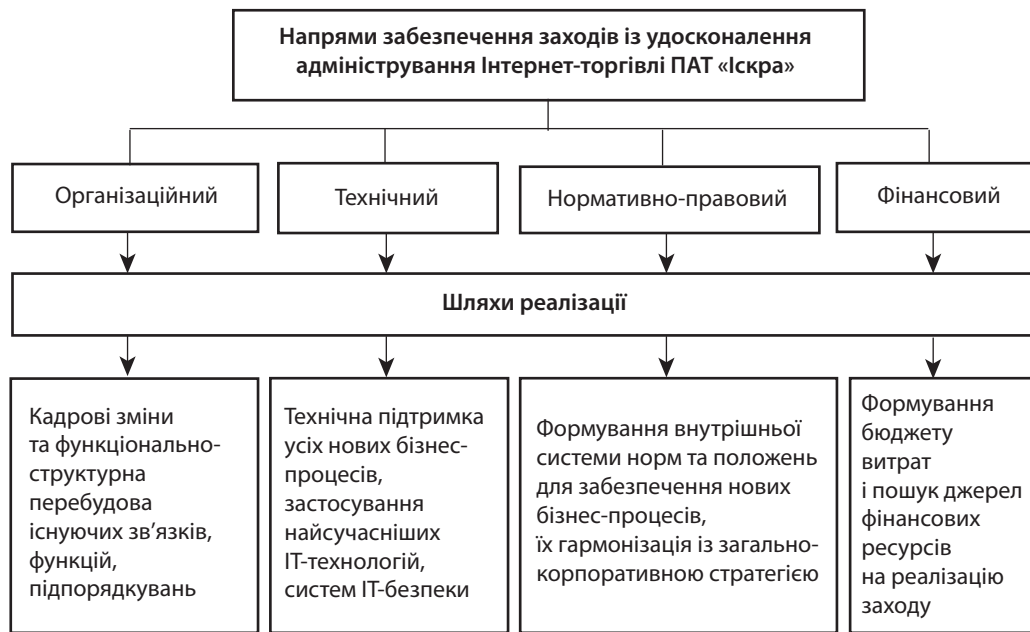 Напрями забезпечення заходів із удосконалення
адміністрування Інтернет-торгівлі ПАТ «Іскра»
Організаційний
Технічний
Нормативно-правовий
Фінансовий
Шляхи реалізації
Кадрові зміни
та функціонально-
структурна
перебудова
існуючих зв’язків,
функцій,
підпорядкувань
Технічна підтримка
усіх нових бізнес-
процесів,
застосування
найсучасніших
ІТ-технологій,
систем ІТ-безпеки
Формування внутрішньої
системи норм та положень
для забезпечення нових
бізнес-процесів,
їх гармонізація із загально-
корпоративною стратегією
Формування
бюджету
витрат
і пошук джерел
фінансових
ресурсів
на реалізацію
заходу